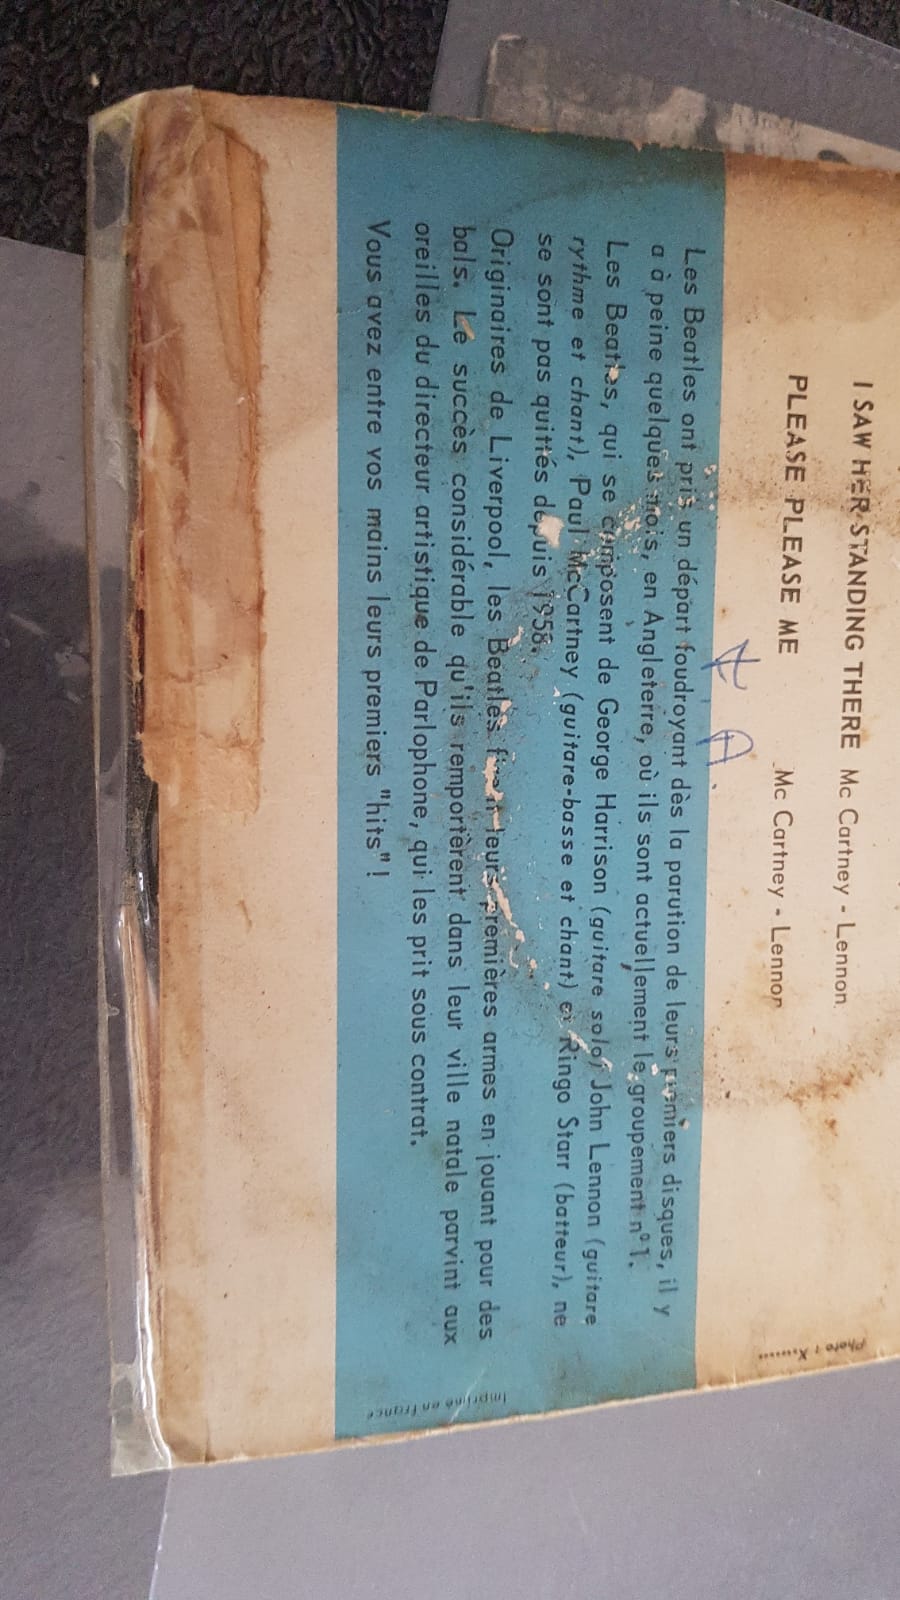 I SAW HER STANDING THERE Mc Cartney - Lennon
PLEASE PLEASE ME Mc Cartney - Lennon
Les Beatles ont pris un départ foudroyant dès la parution de leurs premiers disques, il y
a à peine quelques mois, en Angleterre, où ils sont actuellement le groupement n° 1.
Les Beatles, qui se composent de George Harrison (guitare solo) John Lennon (guitare
rythme et chant), Paul McCartney (guitare-basse et chant) et Ringo Starr (batteur), ne
se sont pas quittés depuis 1958.
Originaires de Liverpool, les Beatles leurs premières armes en jouant pour des
bals. Le succès considérable qu'ils remportèrent dans leur ville natale parvint aux
oreilles du directeur artistique de Parlophone, qui les prit sous contrat.
Vous avez entre vos mains leurs premiers "hits" !
Photo : X........
Imprimé en France